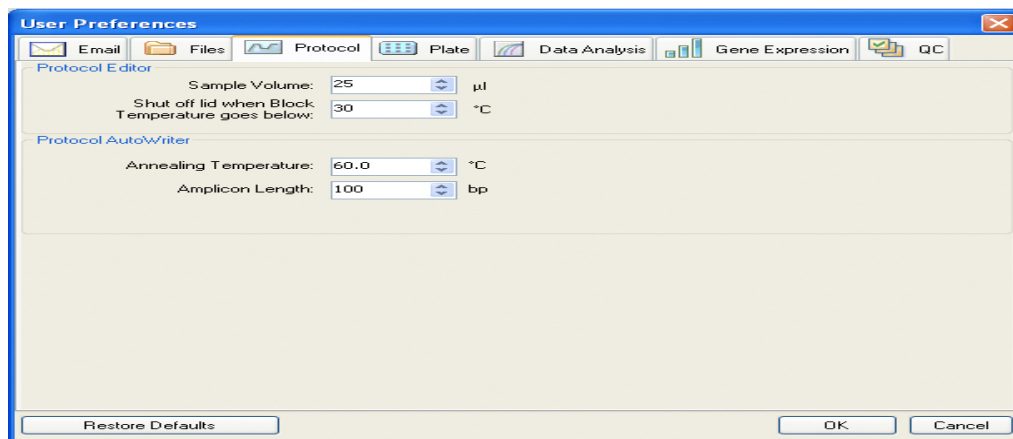 User Preferences
Email Files Protocol Plate Data Analysis Gene Expression QC
Protocol Editor
Sample Volume: 25 µl
Shut off lid when Block
Temperature goes below: 30 °C
Protocol AutoWriter
Annealing Temperature: 60.0 °C
Amplicon Length: 100 bp
Restore Defaults OK Cancel